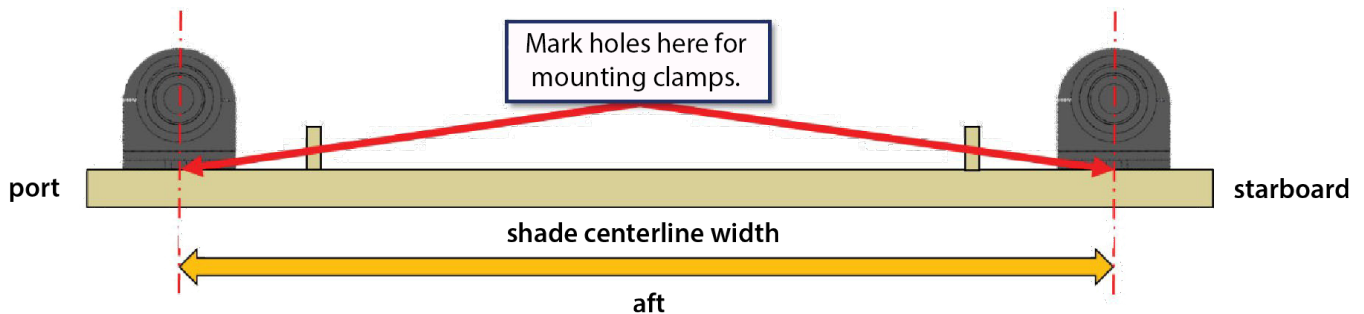 Mark holes here for
mounting clamps.
port
starboard
shade centerline width
aft